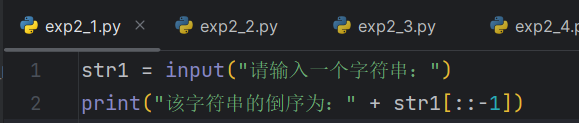 exp2_1.py exp2_2.py exp2_3.py exp2_4.p
1 str1 = input("请输入一个字符串：")
2 print("该字符串的倒序为：" + str1[::-1])